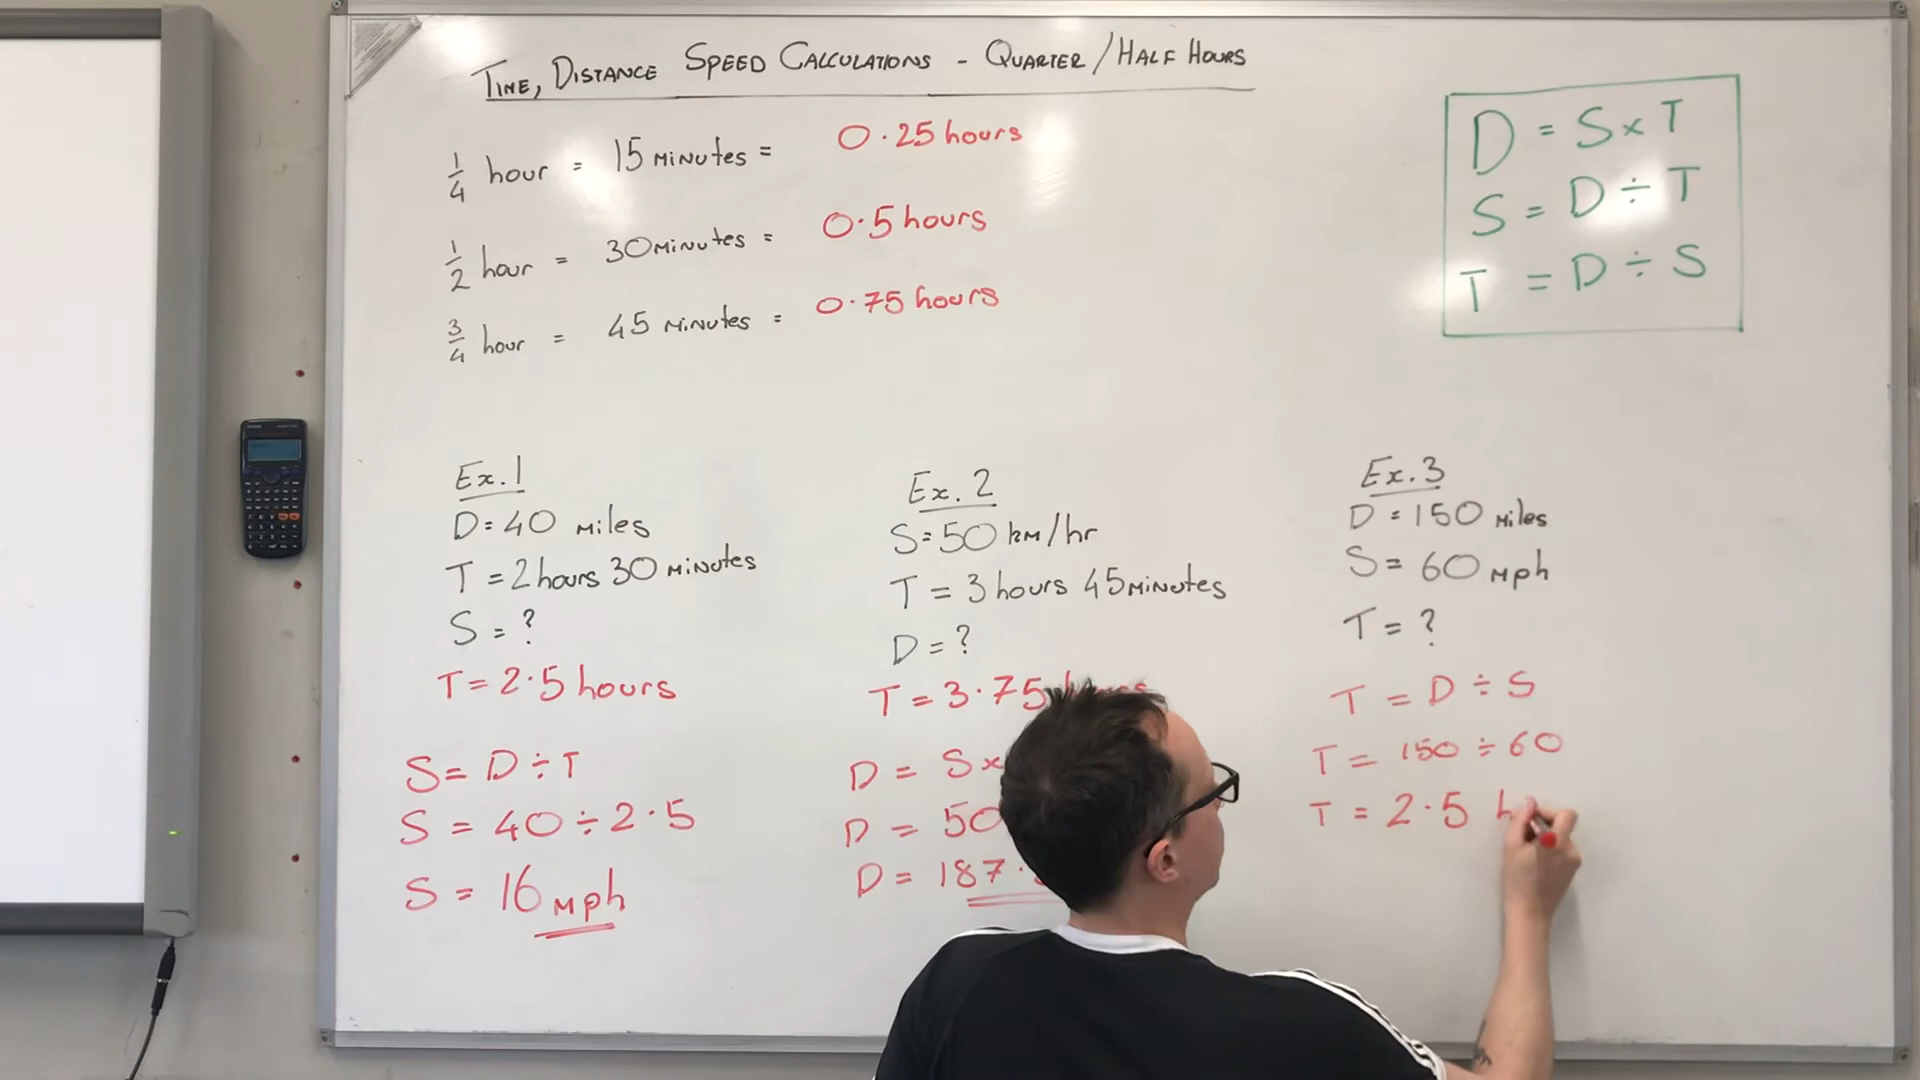 TIME, DISTANCE SPEED CALCULATIONS - QUARTER/HALF HOURS
1/4 hour = 15 MINUTES = 0.25 hours
1/2 hour = 30 MINUTES = 0.5 hours
3/4 hour = 45 MINUTES = 0.75 hours
D = S x T
S = D ÷ T
T = D ÷ S
Ex. 1
D = 40 MILES
T = 2 hours 30 MINUTES
S = ?
T = 2.5 hours
S = D ÷ T
S = 40 ÷ 2.5
S = 16 Mph
Ex. 2
S = 50 km/hr
T = 3 hours 45 MINUTES
D = ?
T = 3.75
D = S x
D = 50
D = 187.
Ex. 3
D = 150 MILES
S = 60 Mph
T = ?
T = D ÷ S
T = 150 ÷ 60
T = 2.5 h